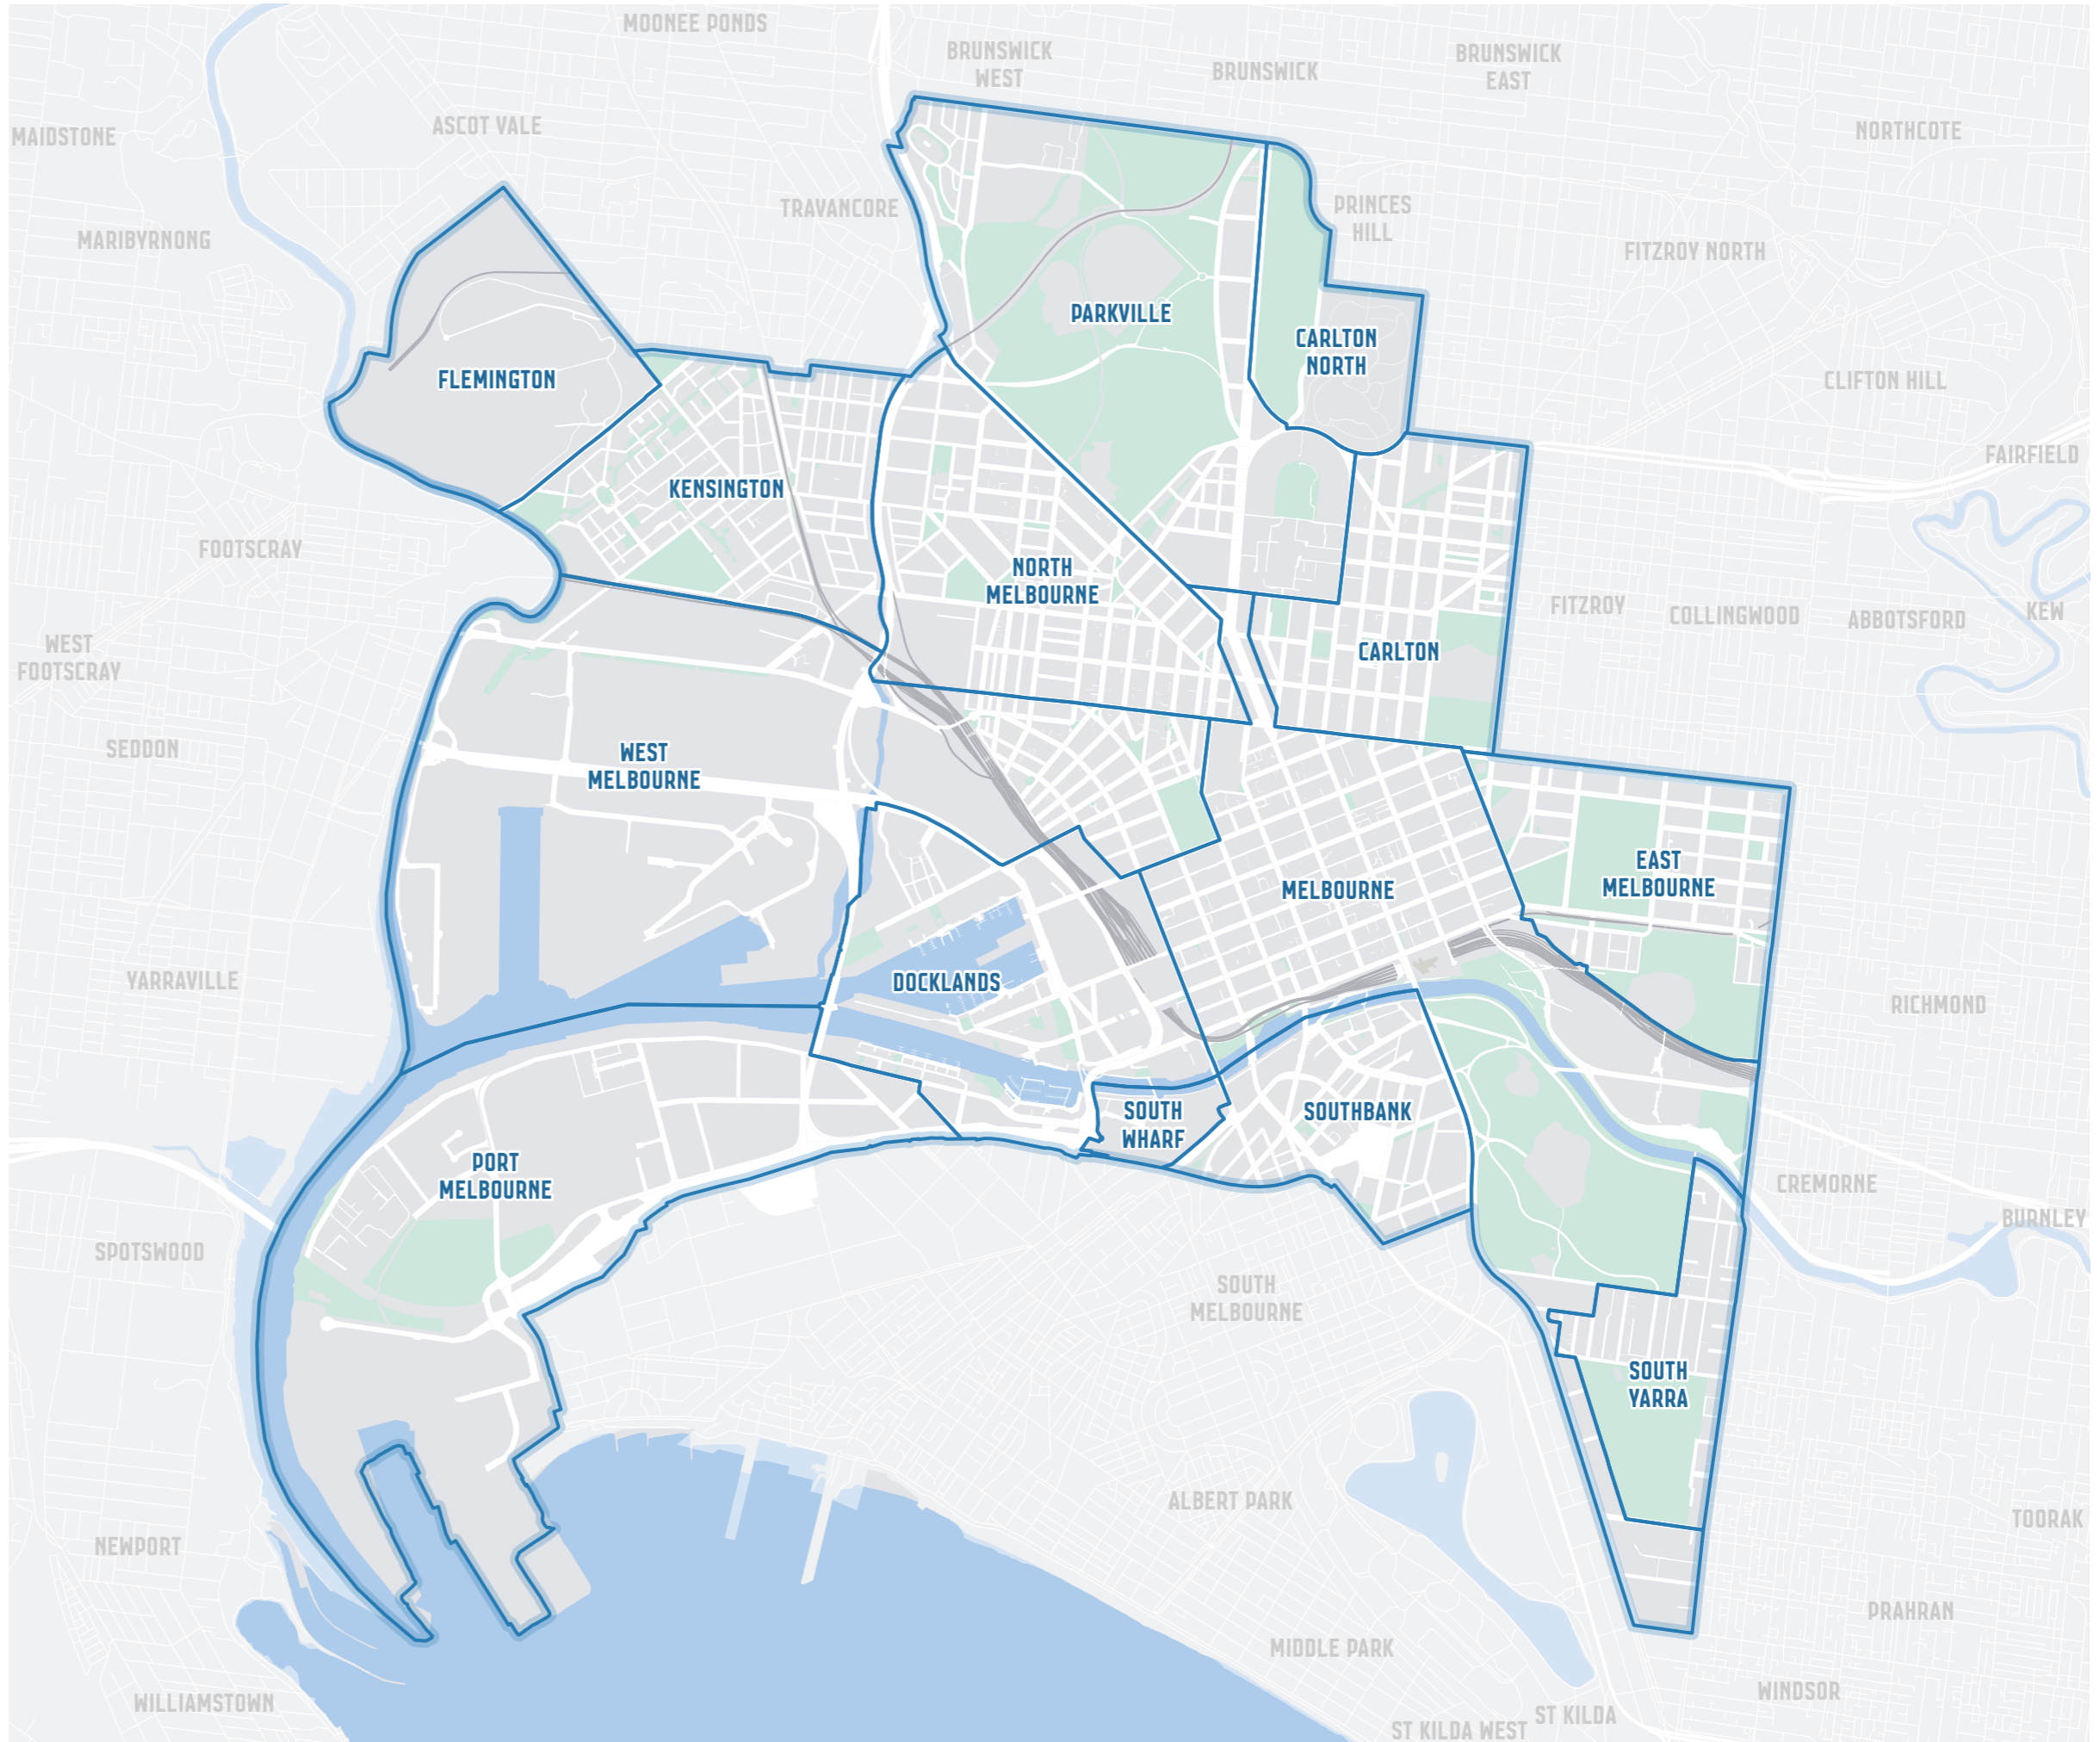 MOONEE PONDS
BRUNSWICK
WEST
BRUNSWICK
BRUNSWICK
EAST
MAIDSTONE
ASCOT VALE
NORTHCOTE
TRAVANCORE
PRINCES
HILL
MARIBYRNONG
FITZROY NORTH
PARKVILLE
CARLTON
NORTH
FLEMINGTON
CLIFTON HILL
FAIRFIELD
KENSINGTON
FOOTSCRAY
NORTH
MELBOURNE
FITZROY
COLLINGWOOD
ABBOTSFORD
KEW
WEST
FOOTSCRAY
CARLTON
SEDDON
WEST
MELBOURNE
EAST
MELBOURNE
MELBOURNE
YARRAVILLE
DOCKLANDS
RICHMOND
SOUTH
WHARF
SOUTHBANK
PORT
MELBOURNE
CREMORNE
BURNLEY
SPOTSWOOD
SOUTH
MELBOURNE
SOUTH
YARRA
ALBERT PARK
TOORAK
NEWPORT
PRAHRAN
MIDDLE PARK
WILLIAMSTOWN
WINDSOR
ST KILDA WEST
ST KILDA